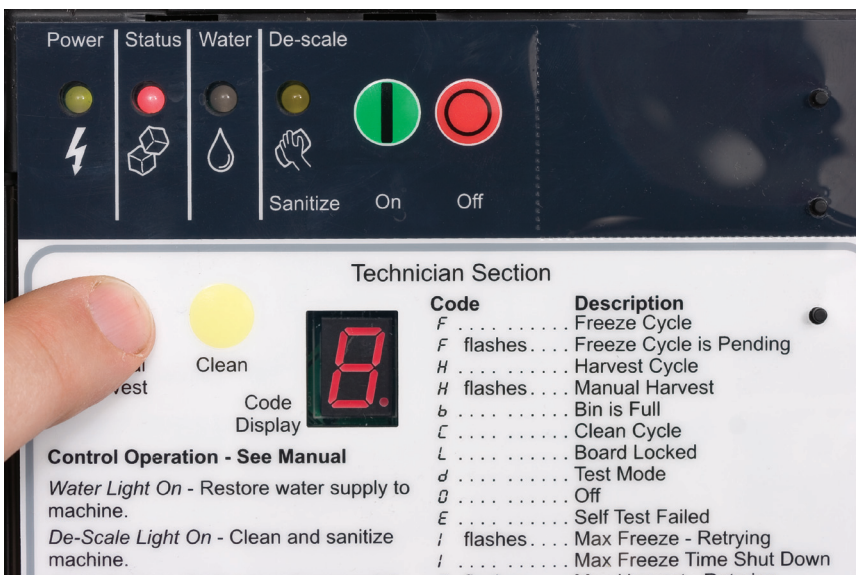 Power Status Water De-scale
Sanitize On Off
Technician Section
Code Description
F .......... Freeze Cycle
F flashes.... Freeze Cycle is Pending
H .......... Harvest Cycle
H flashes.... Manual Harvest
b .......... Bin is Full
C .......... Clean Cycle
L .......... Board Locked
d .......... Test Mode
0 .......... Off
E .......... Self Test Failed
1 flashes.... Max Freeze - Retrying
1 .......... Max Freeze Time Shut Down
Clean
Code
Display
8.
Control Operation - See Manual
Water Light On - Restore water supply to
machine.
De-Scale Light On - Clean and sanitize
machine.